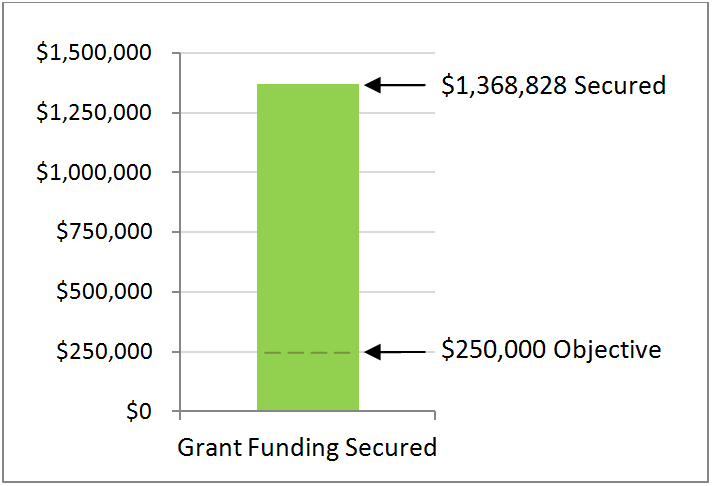 $1,500,000
$1,368,828 Secured
$1,250,000
$1,000,000
$750,000
$500,000
$250,000
$250,000 Objective
$0
Grant Funding Secured